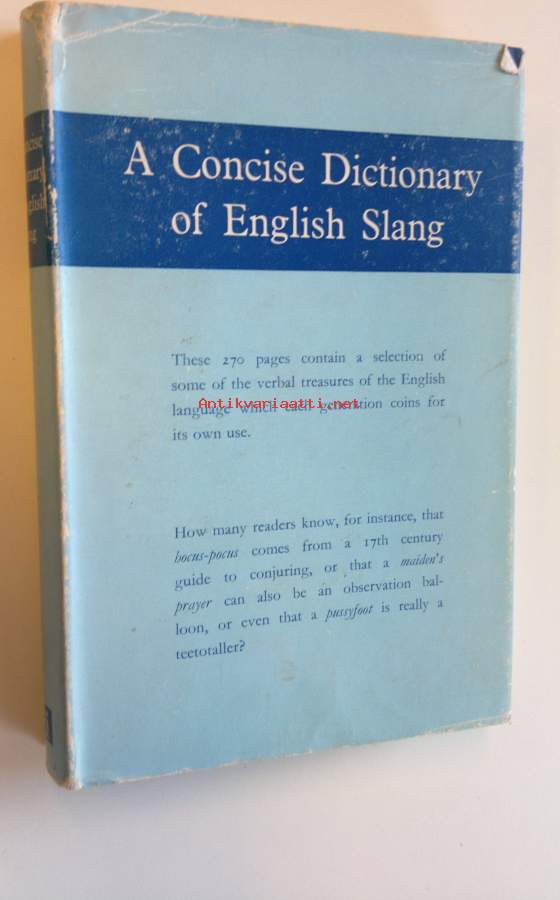 A Concise Dictionary
of English Slang
These 270 pages contain a selection of
some of the verbal treasures of the English
language which each generation coins for
its own use.
Antikvariaatti.net
How many readers know, for instance, that
hocus-pocus comes from a 17th century
guide to conjuring, or that a maiden's
prayer can also be an observation bal-
loon, or even that a pussyfoot is really a
teetotaller?